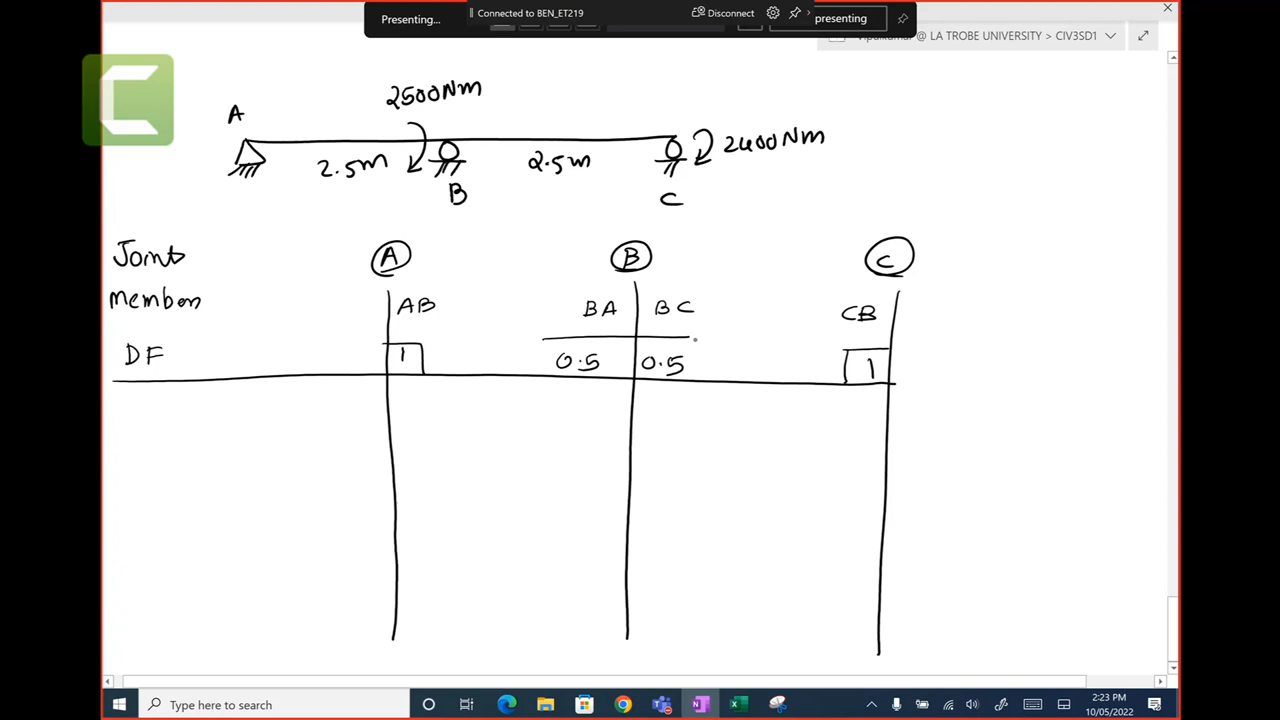 Presenting...
Connected to BEN_ET219
Disconnect
presenting
@ LA TROBE UNIVERSITY > CIV3SD1
A
2500Nm
2.5m
B
2.5m
C
2400Nm
Joint A B C
Member AB BA BC CB
DF 1 0.5 0.5 1
Type here to search
2:23 PM
10/05/2022